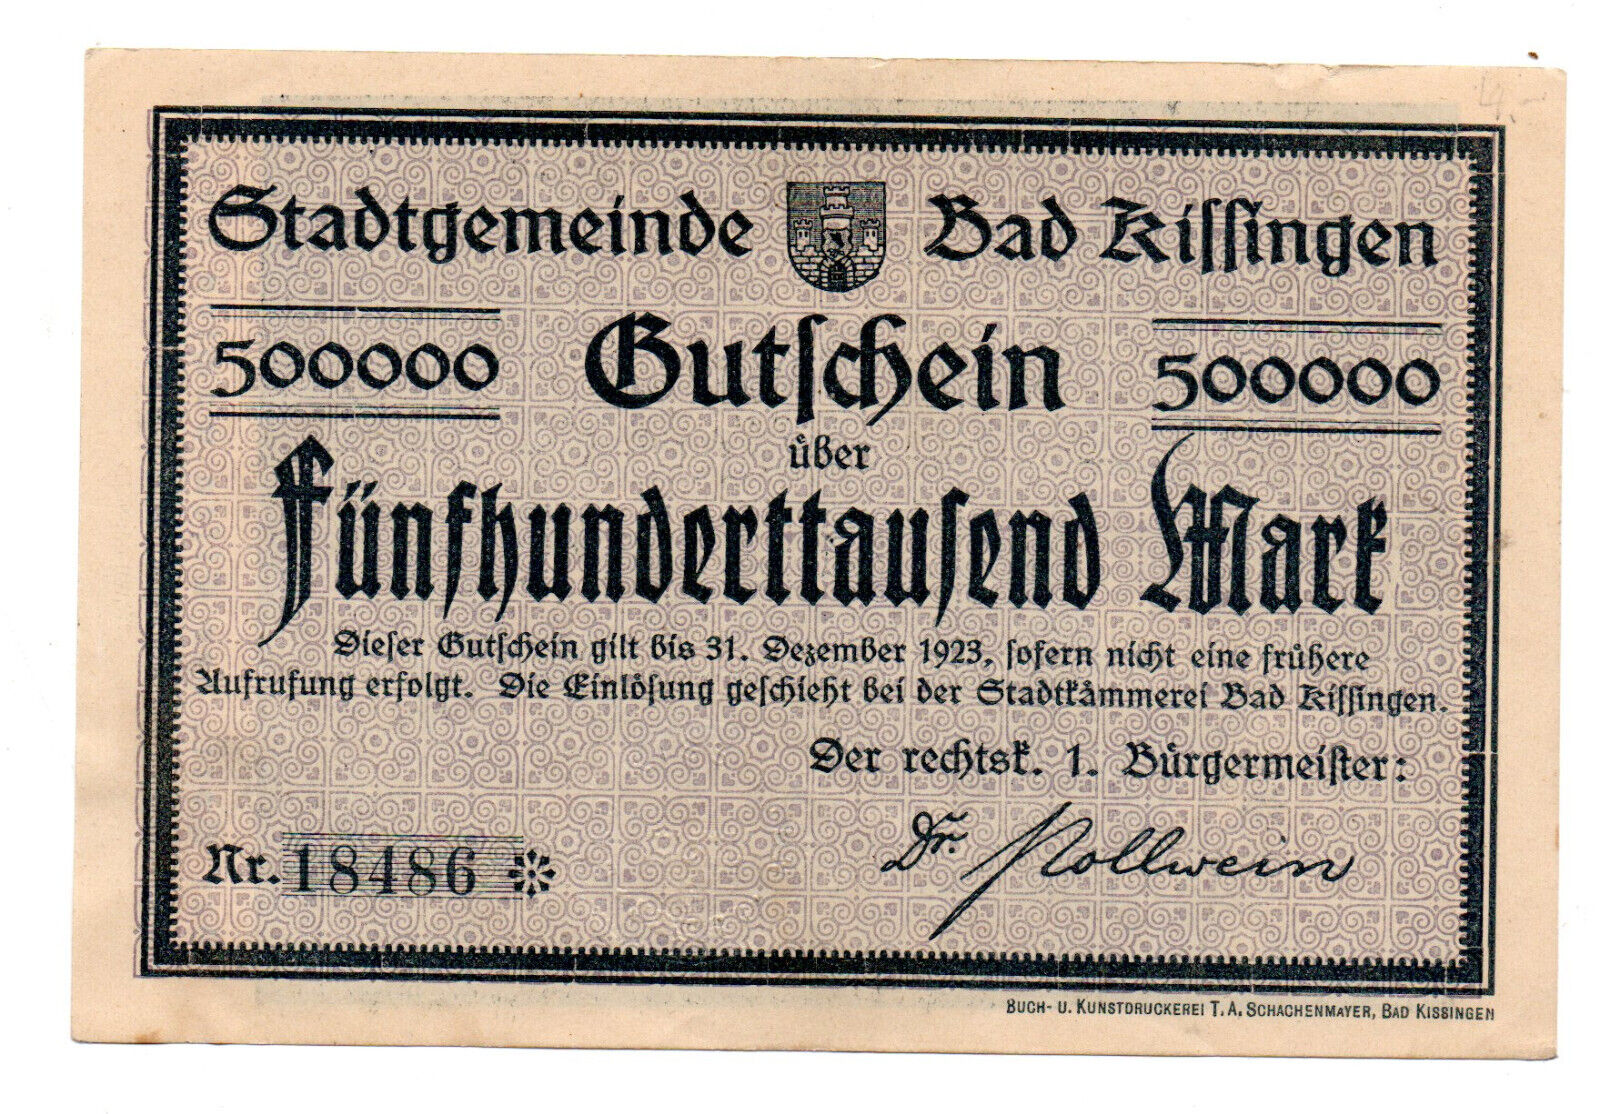 Stadtgemeinde Bad Kissingen
500000 Gutschein 500000
über
Fünfhunderttausend Mark
Dieser Gutschein gilt bis 31. Dezember 1923, sofern nicht eine frühere
Aufrufung erfolgt. Die Einlösung geschieht bei der Stadtkämmerei Bad Kissingen.
Der rechtsk. 1. Bürgermeister:
Dr. Pollwein
Nr. 18486
BUCH- U. KUNSTDRUCKEREI T. A. SCHACHENMAYER, BAD KISSINGEN